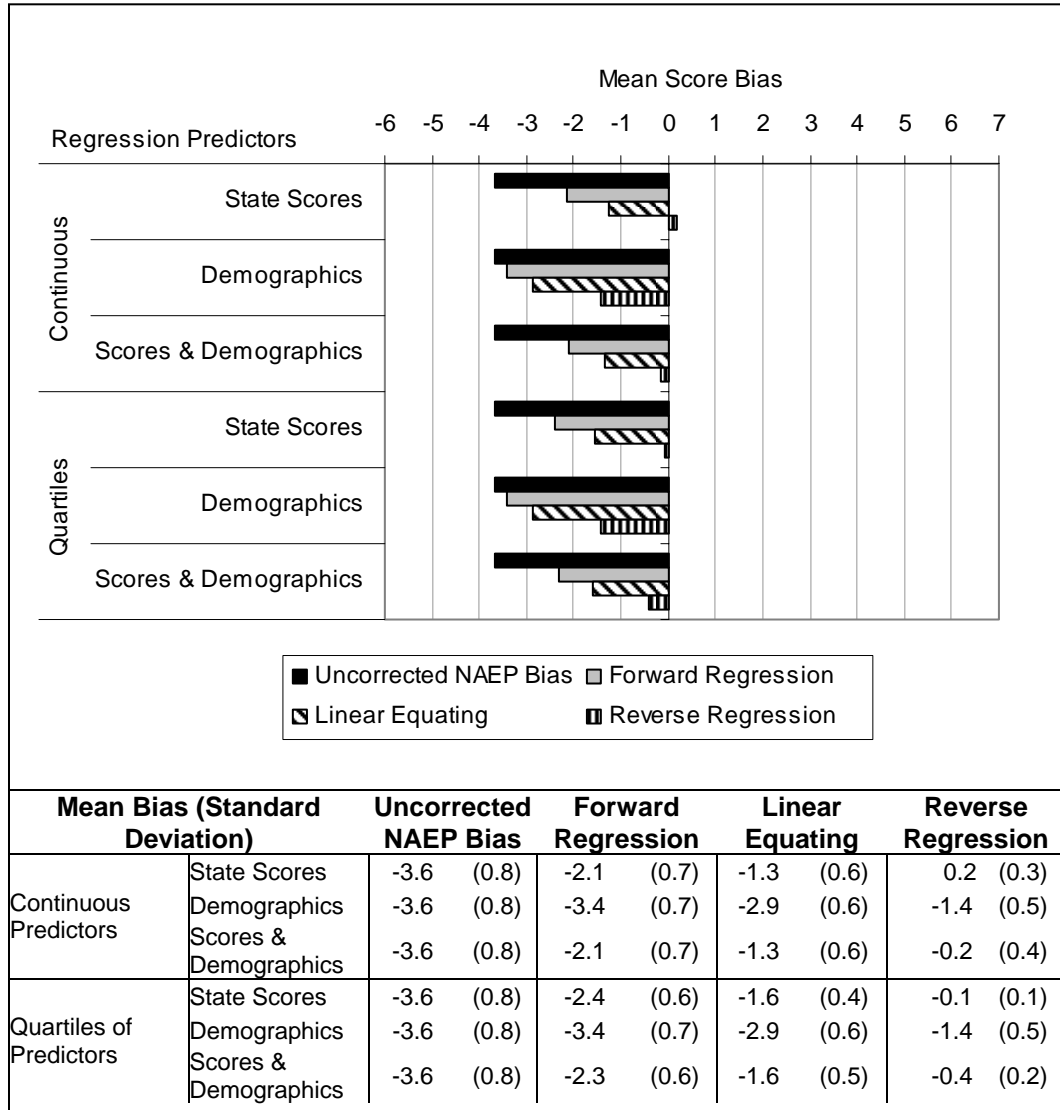 Mean Score Bias
Regression Predictors
-6 -5 -4 -3 -2 -1 0 1 2 3 4 5 6 7
Continuous
State Scores
Demographics
Scores & Demographics
Quartiles
State Scores
Demographics
Scores & Demographics
Uncorrected NAEP Bias Forward Regression
Linear Equating Reverse Regression
Mean Bias (Standard Deviation) Uncorrected NAEP Bias Forward Regression Linear Equating Reverse Regression
Continuous Predictors
State Scores -3.6 (0.8) -2.1 (0.7) -1.3 (0.6) 0.2 (0.3)
Demographics -3.6 (0.8) -3.4 (0.7) -2.9 (0.6) -1.4 (0.5)
Scores & Demographics -3.6 (0.8) -2.1 (0.7) -1.3 (0.6) -0.2 (0.4)
Quartiles of Predictors
State Scores -3.6 (0.8) -2.4 (0.6) -1.6 (0.4) -0.1 (0.1)
Demographics -3.6 (0.8) -3.4 (0.7) -2.9 (0.6) -1.4 (0.5)
Scores & Demographics -3.6 (0.8) -2.3 (0.6) -1.6 (0.5) -0.4 (0.2)